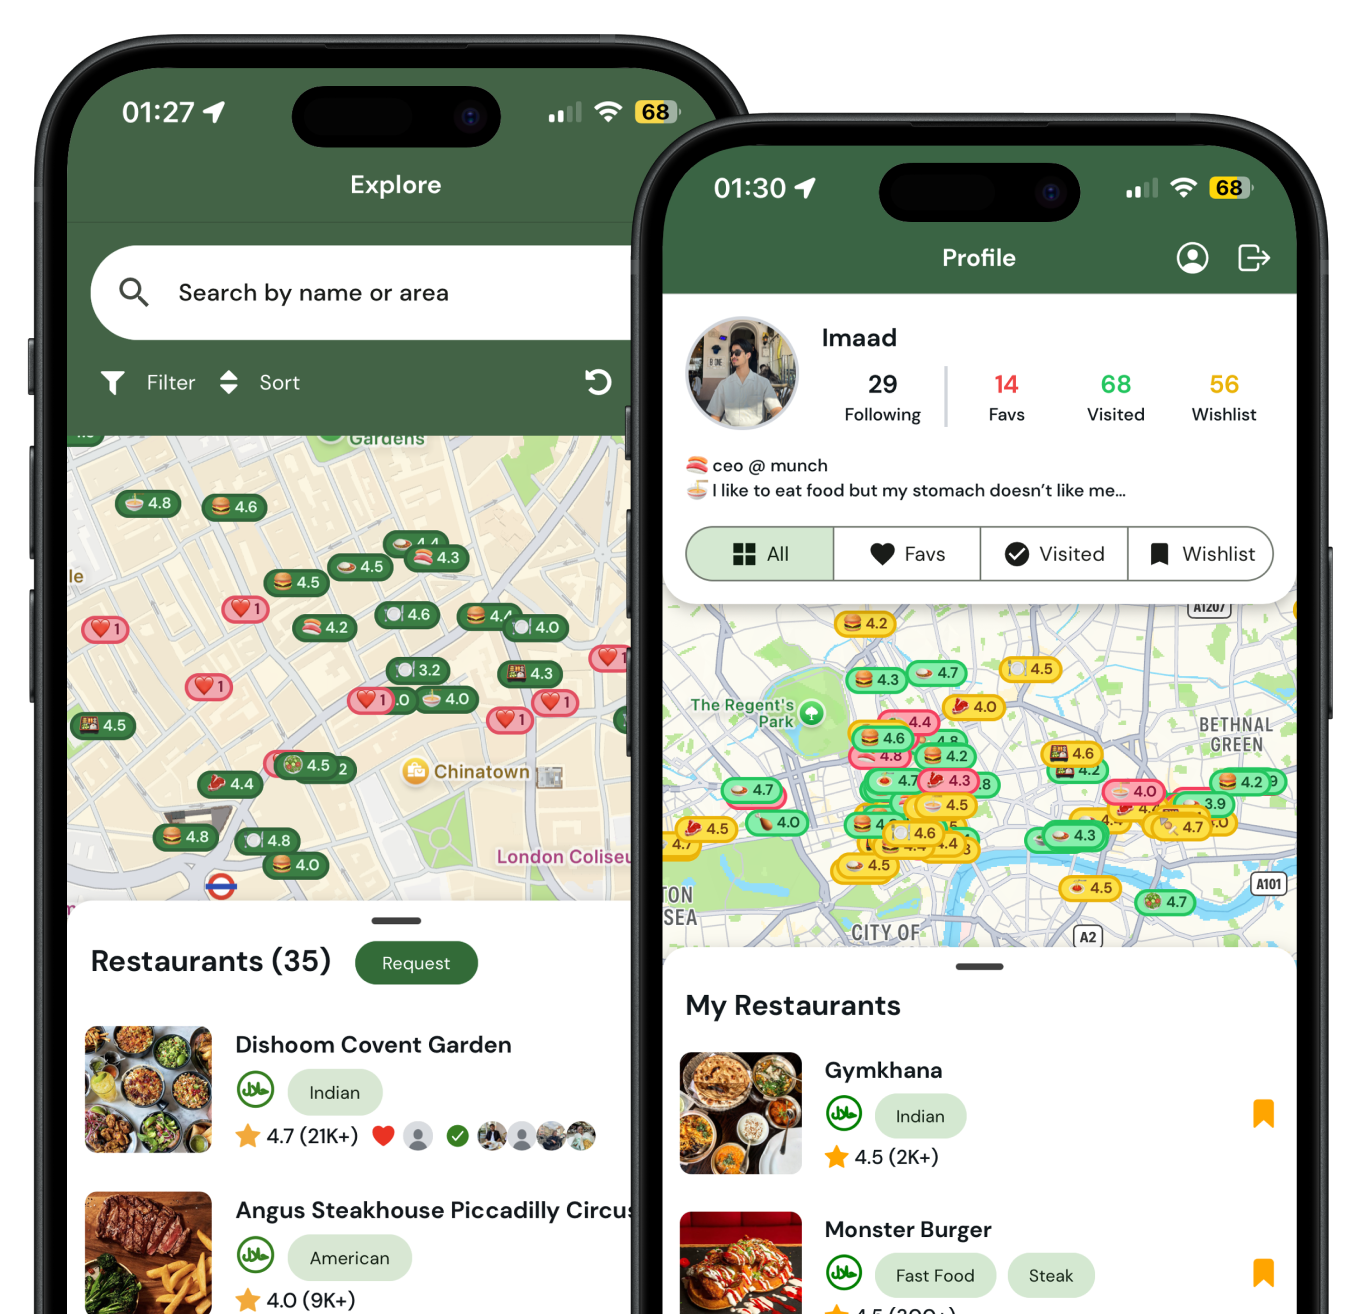 01:27
68
Explore
Search by name or area
Filter
Sort
Gardens
4.8
4.6
4.4
4.3
4.5
4.5
1
1
4.2
4.6
4.4
4.0
3.2
4.3
1
1
1
4.0
1
1
4.5
4.5
2
Chinatown
4.4
4.8
4.8
4.0
London Coliseu
Restaurants (35)
Request
Dishoom Covent Garden
حلال
Indian
4.7 (21K+)
Angus Steakhouse Piccadilly Circus
حلال
American
4.0 (9K+)
01:30
68
Profile
Imaad
29
14
68
56
Following
Favs
Visited
Wishlist
ceo @ munch
I like to eat food but my stomach doesn't like me...
All
Favs
Visited
Wishlist
A1207
4.2
4.3
4.7
4.5
The Regent's
Park
4.0
4.4
BETHNAL
GREEN
4.6
4.8
4.2
4.6
4.2
4.7
4.7
4.3
4.0
4.2
4.5
3.9
4.5
4.0
4.6
4.7
4.7
4.3
4.5
4.5
4.7
A101
CITY OF
A2
My Restaurants
Gymkhana
حلال
Indian
4.5 (2K+)
Monster Burger
حلال
Fast Food
Steak